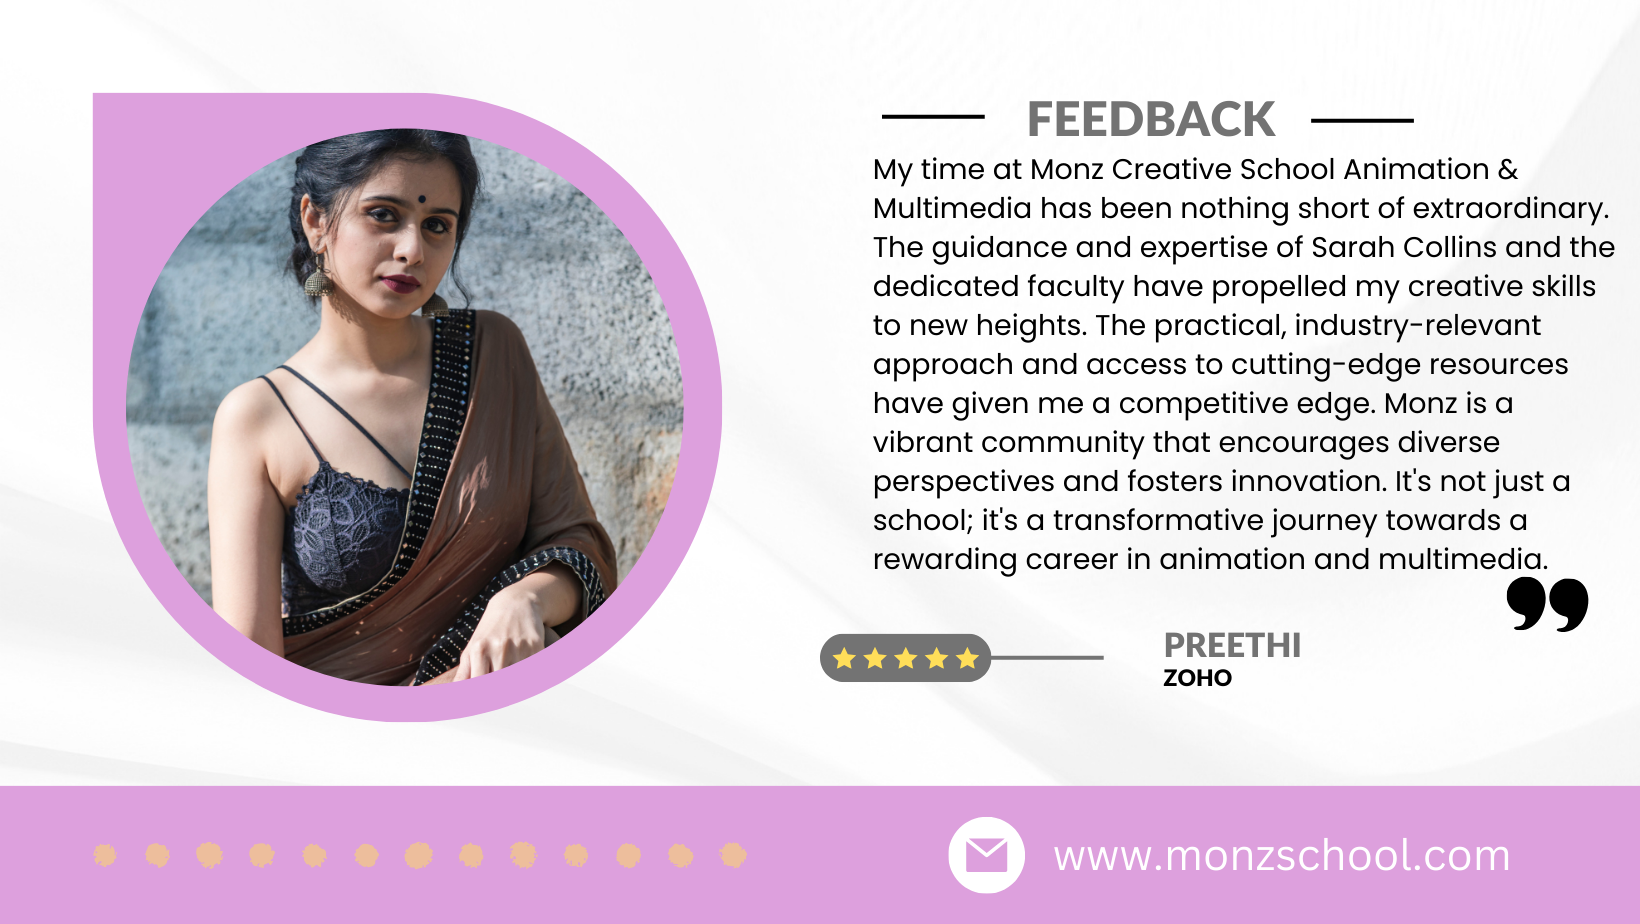 FEEDBACK
My time at Monz Creative School Animation &
Multimedia has been nothing short of extraordinary.
The guidance and expertise of Sarah Collins and the
dedicated faculty have propelled my creative skills
to new heights. The practical, industry-relevant
approach and access to cutting-edge resources
have given me a competitive edge. Monz is a
vibrant community that encourages diverse
perspectives and fosters innovation. It's not just a
school; it's a transformative journey towards a
rewarding career in animation and multimedia.
”
PREETHI
ZOHO
www.monzschool.com